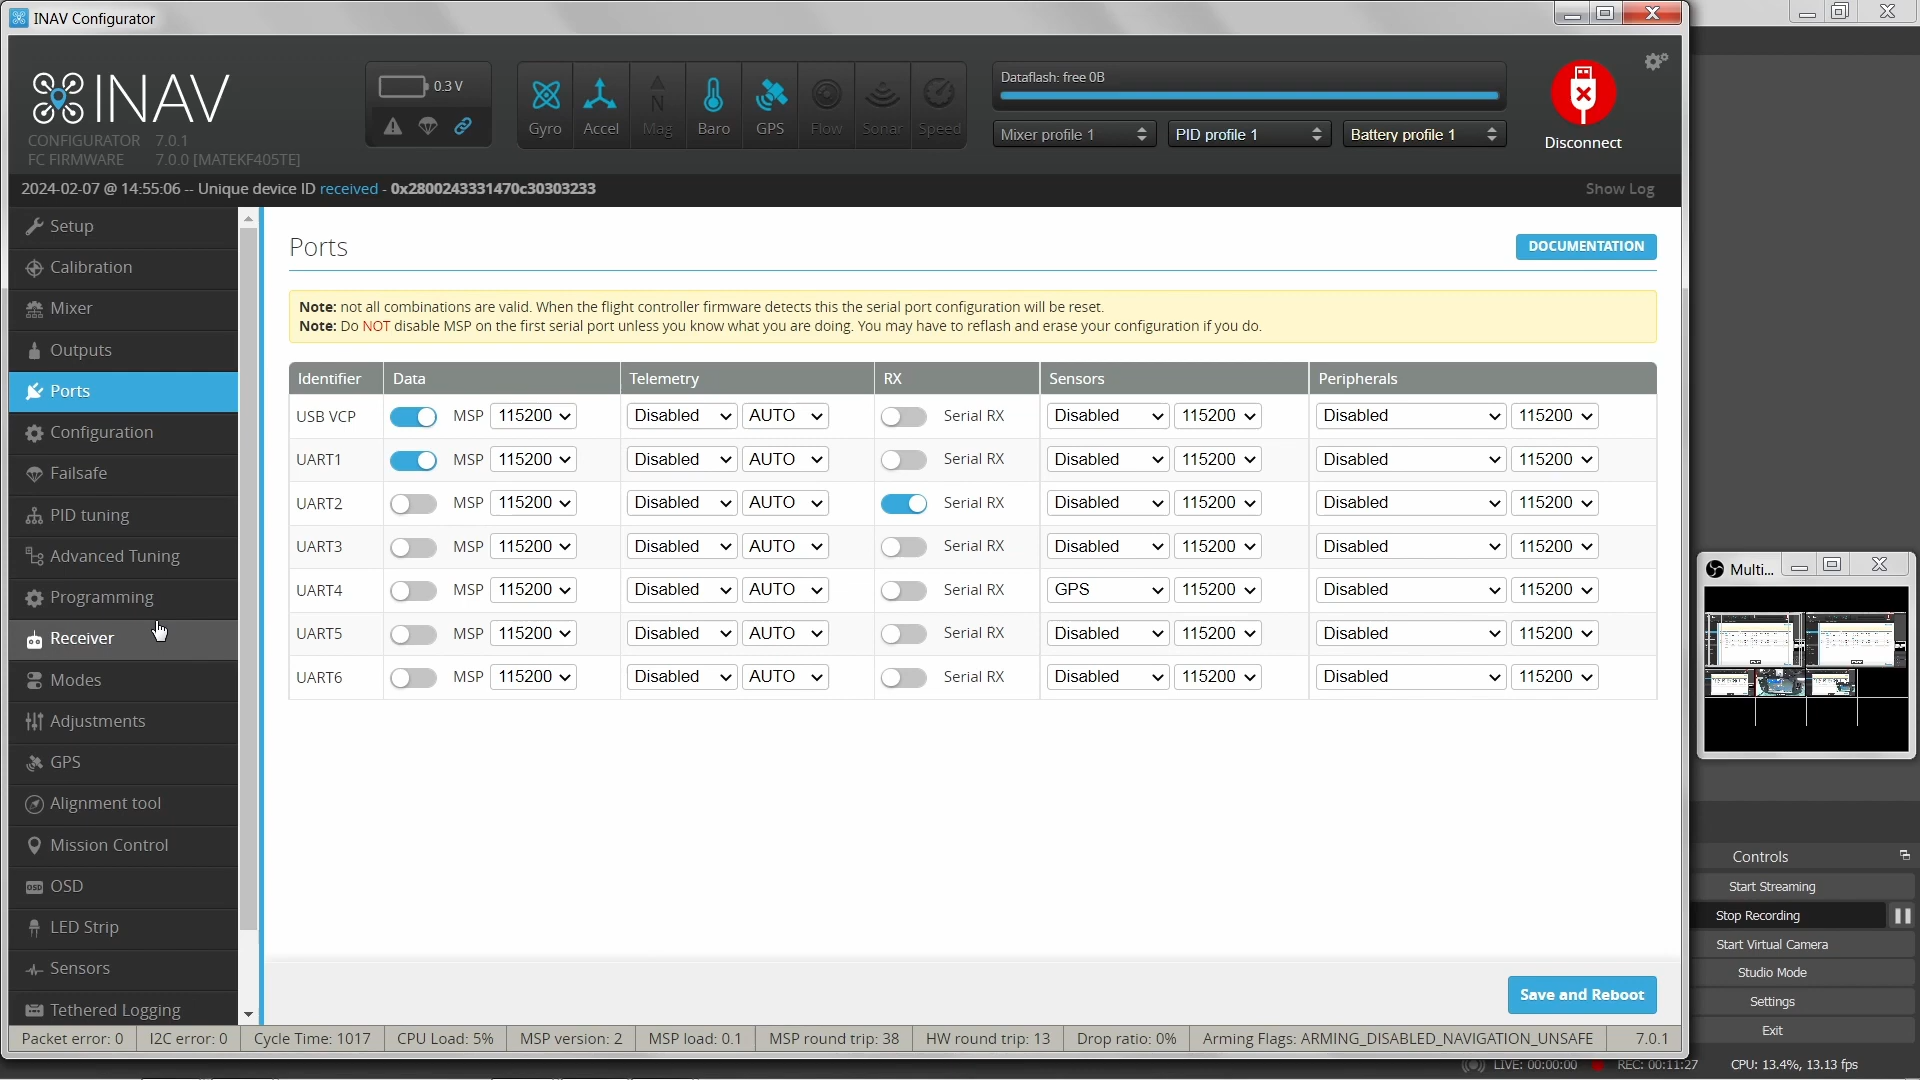 INAV Configurator
INAV
CONFIGURATOR 7.0.1
FC FIRMWARE 7.0.0 [MATEKF405TE]
0.3 V
Gyro Accel Mag Baro GPS Flow Sonar Speed
Dataflash: free 0B
Mixer profile 1 PID profile 1 Battery profile 1
Disconnect
2024-02-07 @ 14:55:06 -- Unique device ID received - 0x2800243331470c30303233
Show Log
Setup
Calibration
Mixer
Outputs
Ports
Configuration
Failsafe
PID tuning
Advanced Tuning
Programming
Receiver
Modes
Adjustments
GPS
Alignment tool
Mission Control
OSD
LED Strip
Sensors
Tethered Logging
Ports
DOCUMENTATION
Note: not all combinations are valid. When the flight controller firmware detects this the serial port configuration will be reset.
Note: Do NOT disable MSP on the first serial port unless you know what you are doing. You may have to reflash and erase your configuration if you do.
Identifier Data Telemetry RX Sensors Peripherals
USB VCP MSP 115200 Disabled AUTO Serial RX Disabled 115200 Disabled 115200
UART1 MSP 115200 Disabled AUTO Serial RX Disabled 115200 Disabled 115200
UART2 MSP 115200 Disabled AUTO Serial RX Disabled 115200 Disabled 115200
UART3 MSP 115200 Disabled AUTO Serial RX Disabled 115200 Disabled 115200
UART4 MSP 115200 Disabled AUTO Serial RX GPS 115200 Disabled 115200
UART5 MSP 115200 Disabled AUTO Serial RX Disabled 115200 Disabled 115200
UART6 MSP 115200 Disabled AUTO Serial RX Disabled 115200 Disabled 115200
Save and Reboot
Packet error: 0 I2C error: 0 Cycle Time: 1017 CPU Load: 5% MSP version: 2 MSP load: 0.1 MSP round trip: 38 HW round trip: 13 Drop ratio: 0% Arming Flags: ARMING_DISABLED_NAVIGATION_UNSAFE 7.0.1
Multi...
Controls
Start Streaming
Stop Recording
Start Virtual Camera
Studio Mode
Settings
Exit
LIVE: 00:00:00 REC: 00:11:27 CPU: 13.4%, 13.13 fps